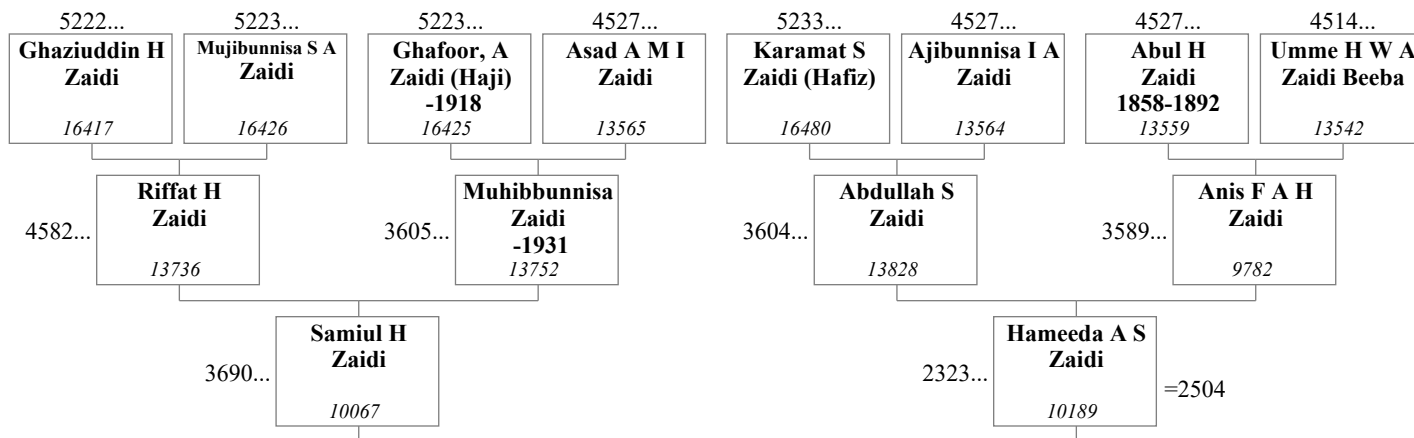 5222...
5223...
5223...
4527...
5233...
4527...
4527...
4514...
Ghaziuddin H
Zaidi
16417
Mujibunnisa S A
Zaidi
16426
Ghafoor, A
Zaidi (Haji)
-1918
16425
Asad A M I
Zaidi
13565
Karamat S
Zaidi (Hafiz)
16480
Ajibunnisa I A
Zaidi
13564
Abul H
Zaidi
1858-1892
13559
Umme H W A
Zaidi Beeba
13542
4582...
Riffat H
Zaidi
13736
3605...
Muhibbunnisa
Zaidi
-1931
13752
3604...
Abdullah S
Zaidi
13828
3589...
Anis F A H
Zaidi
9782
3690...
Samiul H
Zaidi
10067
2323...
Hameeda A S
Zaidi
10189
=2504